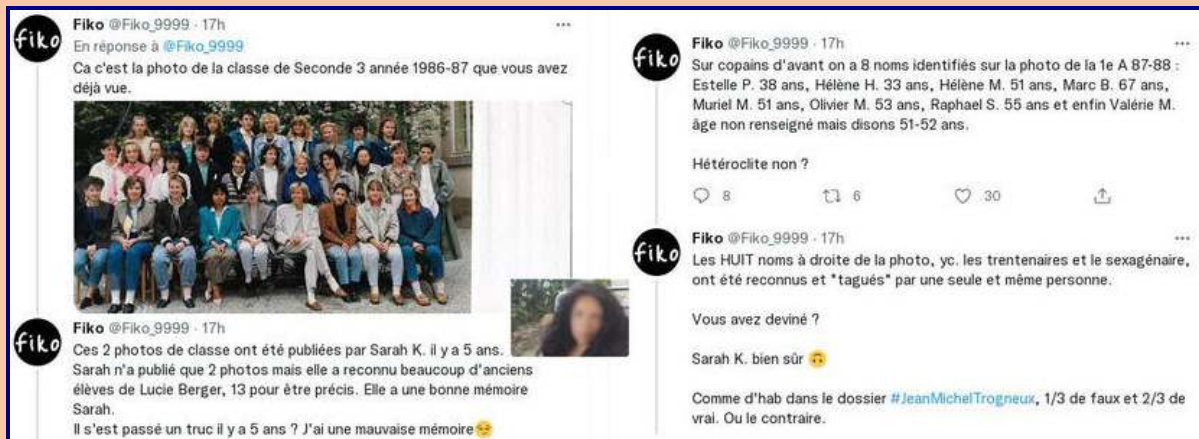 Fiko @Fiko_9999 · 17h
En réponse à @Fiko_9999
Ca c'est la photo de la classe de Seconde 3 année 1986-87 que vous avez
déjà vue.
fiko
Fiko @Fiko_9999 · 17h
Ces 2 photos de classe ont été publiées par Sarah K. il y a 5 ans.
Sarah n'a publié que 2 photos mais elle a reconnu beaucoup d'anciens
élèves de Lucie Berger, 13 pour être précis. Elle a une bonne mémoire
Sarah.
Il s'est passé un truc il y a 5 ans ? J'ai une mauvaise mémoire😏
fiko
Fiko @Fiko_9999 · 17h
Sur copains d'avant on a 8 noms identifiés sur la photo de la 1e A 87-88 :
Estelle P. 38 ans, Hélène H. 33 ans, Hélène M. 51 ans, Marc B. 67 ans,
Muriel M. 51 ans, Olivier M. 53 ans, Raphael S. 55 ans et enfin Valérie M.
âge non renseigné mais disons 51-52 ans.
Hétéroclite non ?
8 6 30
fiko
Fiko @Fiko_9999 · 17h
Les HUIT noms à droite de la photo, yc. les trentenaires et le sexagénaire,
ont été reconnus et "tagués" par une seule et même personne.
Vous avez deviné ?
Sarah K. bien sûr 🙃
Comme d'hab dans le dossier #JeanMichelTrogneux, 1/3 de faux et 2/3 de
vrai. Ou le contraire.
fiko